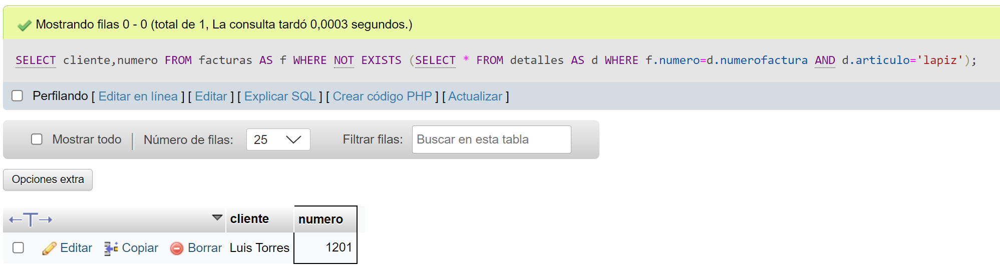 Mostrando filas 0 - 0 (total de 1, La consulta tardó 0,0003 segundos.)
SELECT cliente,numero FROM facturas AS f WHERE NOT EXISTS (SELECT * FROM detalles AS d WHERE f.numero=d.numerofactura AND d.articulo='lapiz');
Perfilando [ Editar en línea ] [ Editar ] [ Explicar SQL ] [ Crear código PHP ] [ Actualizar ]
Mostrar todo | Número de filas: 25 Filtrar filas: Buscar en esta tabla
Opciones extra
←T→ cliente numero
Editar Copiar Borrar Luis Torres 1201